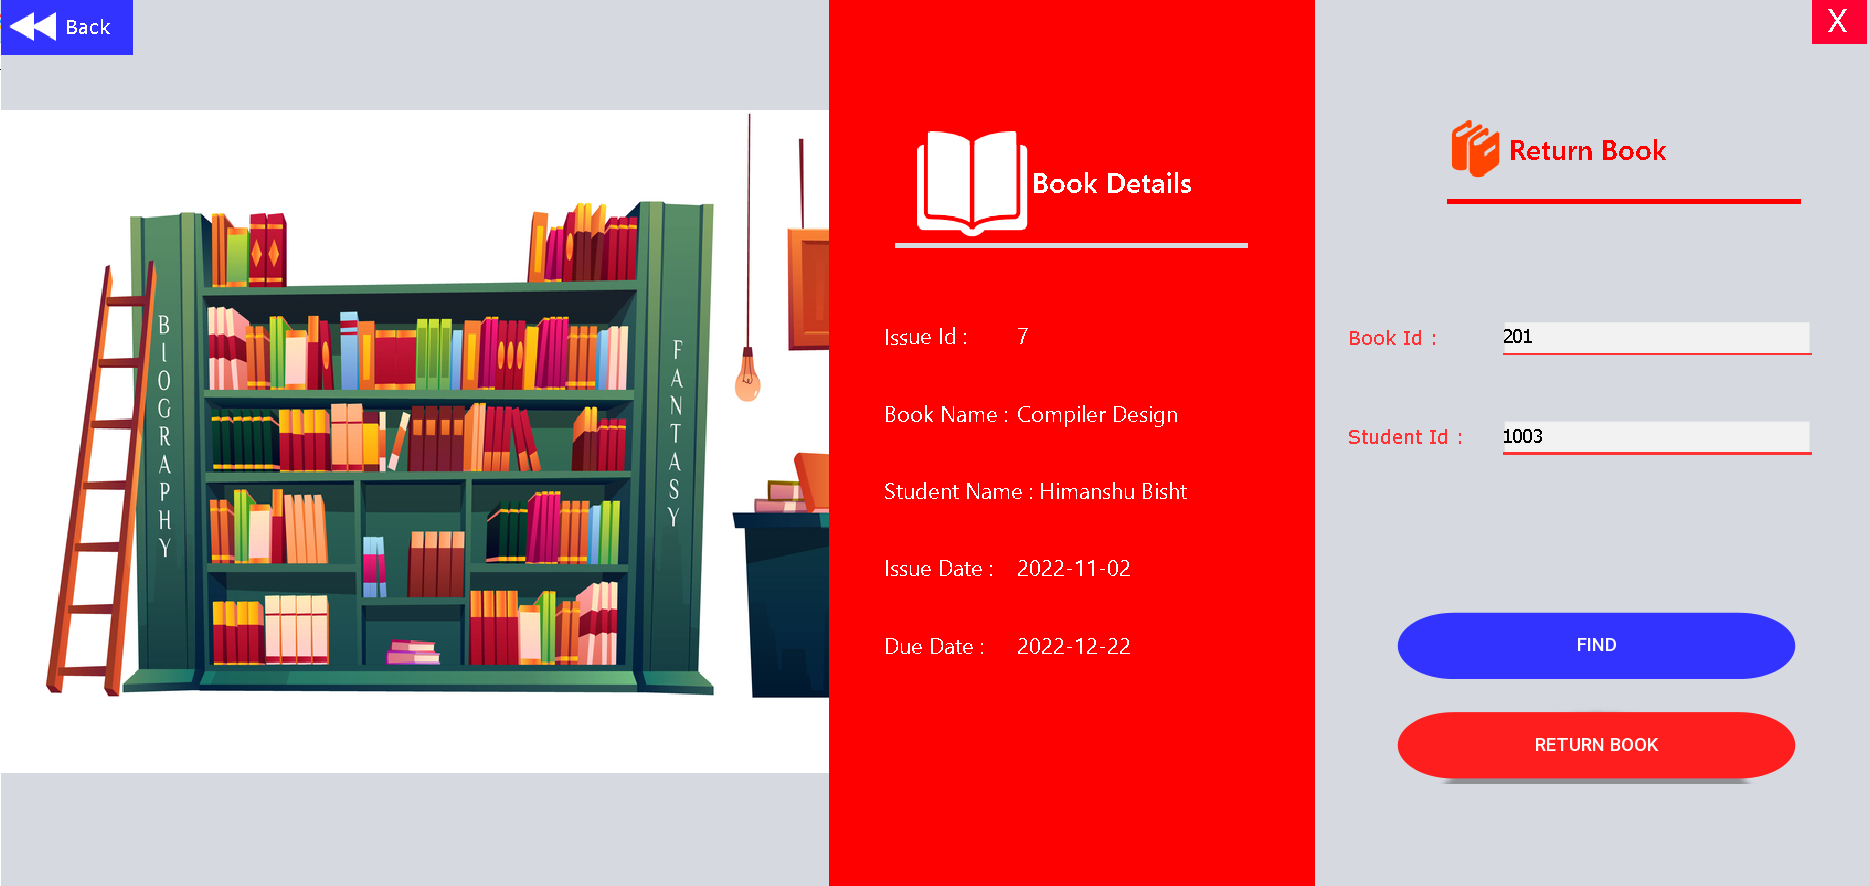 Back
X
BIOGRAPHY
FANTASY
Book Details
Issue Id : 7
Book Name : Compiler Design
Student Name : Himanshu Bisht
Issue Date : 2022-11-02
Due Date : 2022-12-22
Return Book
Book Id : 201
Student Id : 1003
FIND
RETURN BOOK